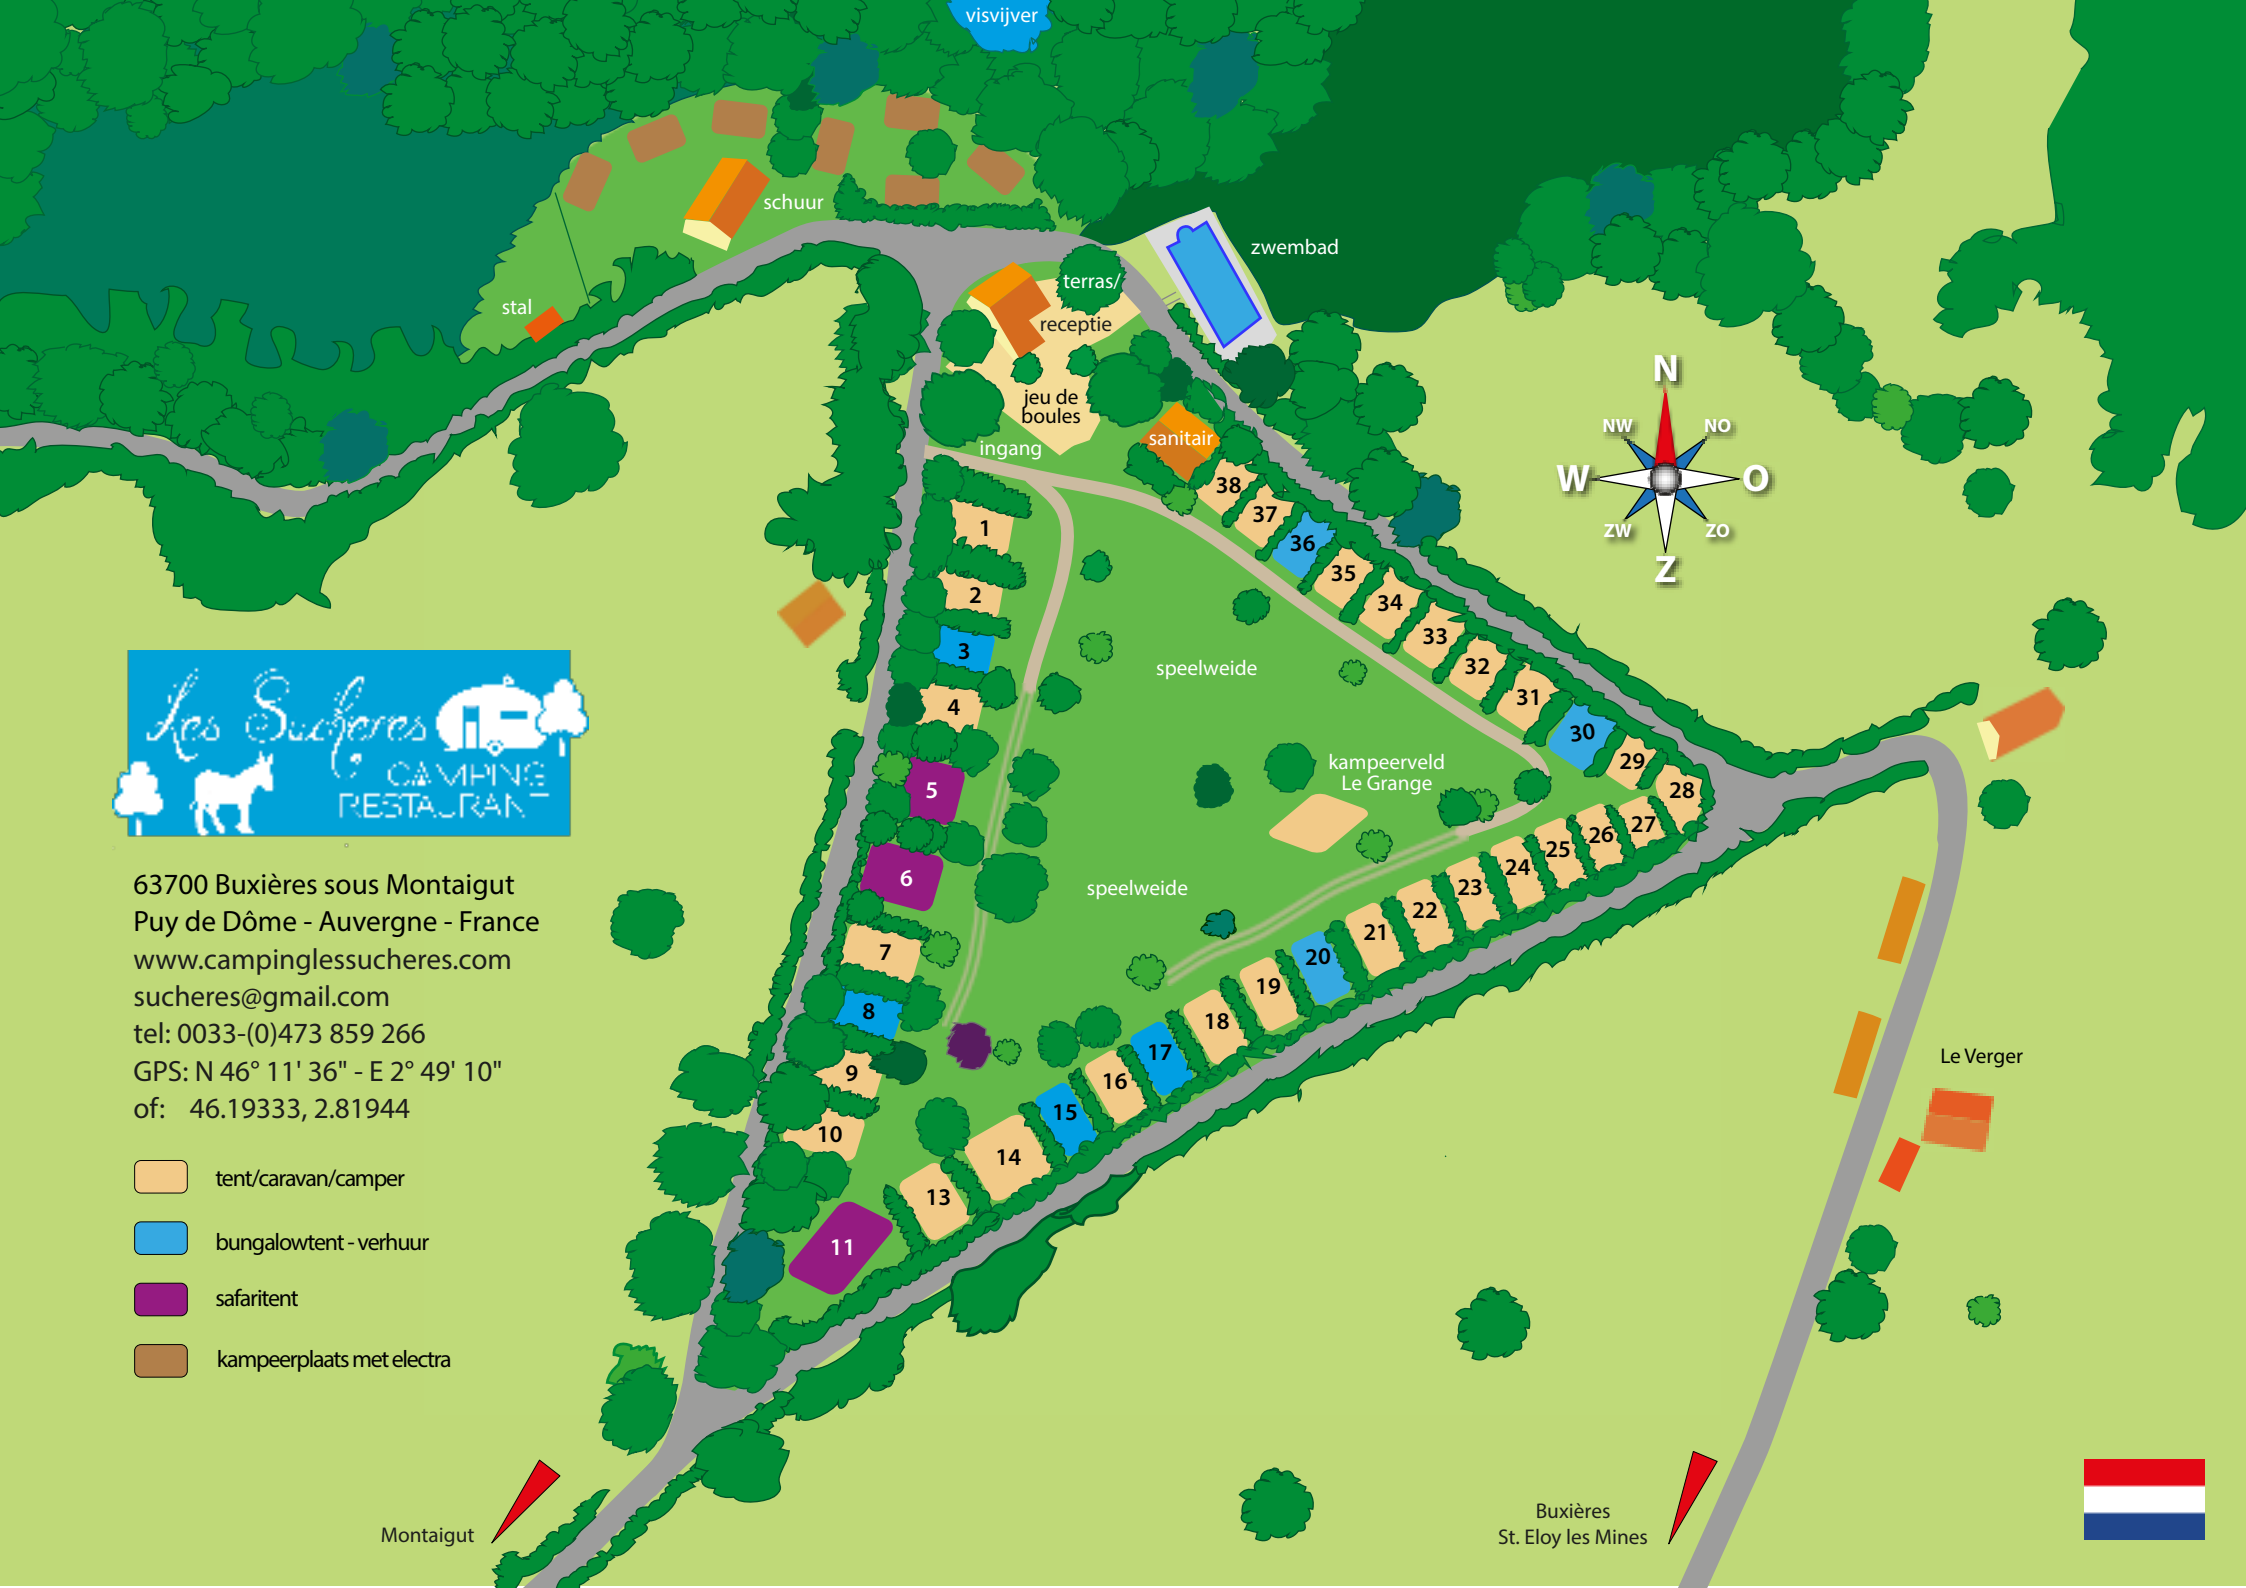 visvijver
schuur
zwembad
terras/
receptie
stal
jeu de
boules
ingang
sanitair
N
NW
NO
W
O
ZW
ZO
Z
38
37
36
35
34
33
32
31
30
29
28
27
26
25
24
23
22
21
20
19
18
17
16
15
14
13
11
10
9
8
7
6
5
4
3
2
1
speelweide
kampeerveld
Le Grange
speelweide
Les Sucheres
CAMPING
RESTAURANT
63700 Buxières sous Montaigut
Puy de Dôme - Auvergne - France
www.campinglessucheres.com
sucheres@gmail.com
tel: 0033-(0)473 859 266
GPS: N 46° 11' 36" - E 2° 49' 10"
of: 46.19333, 2.81944
tent/caravan/camper
bungalowtent - verhuur
safaritent
kampeerplaats met electra
Le Verger
Montaigut
Buxières
St. Eloy les Mines